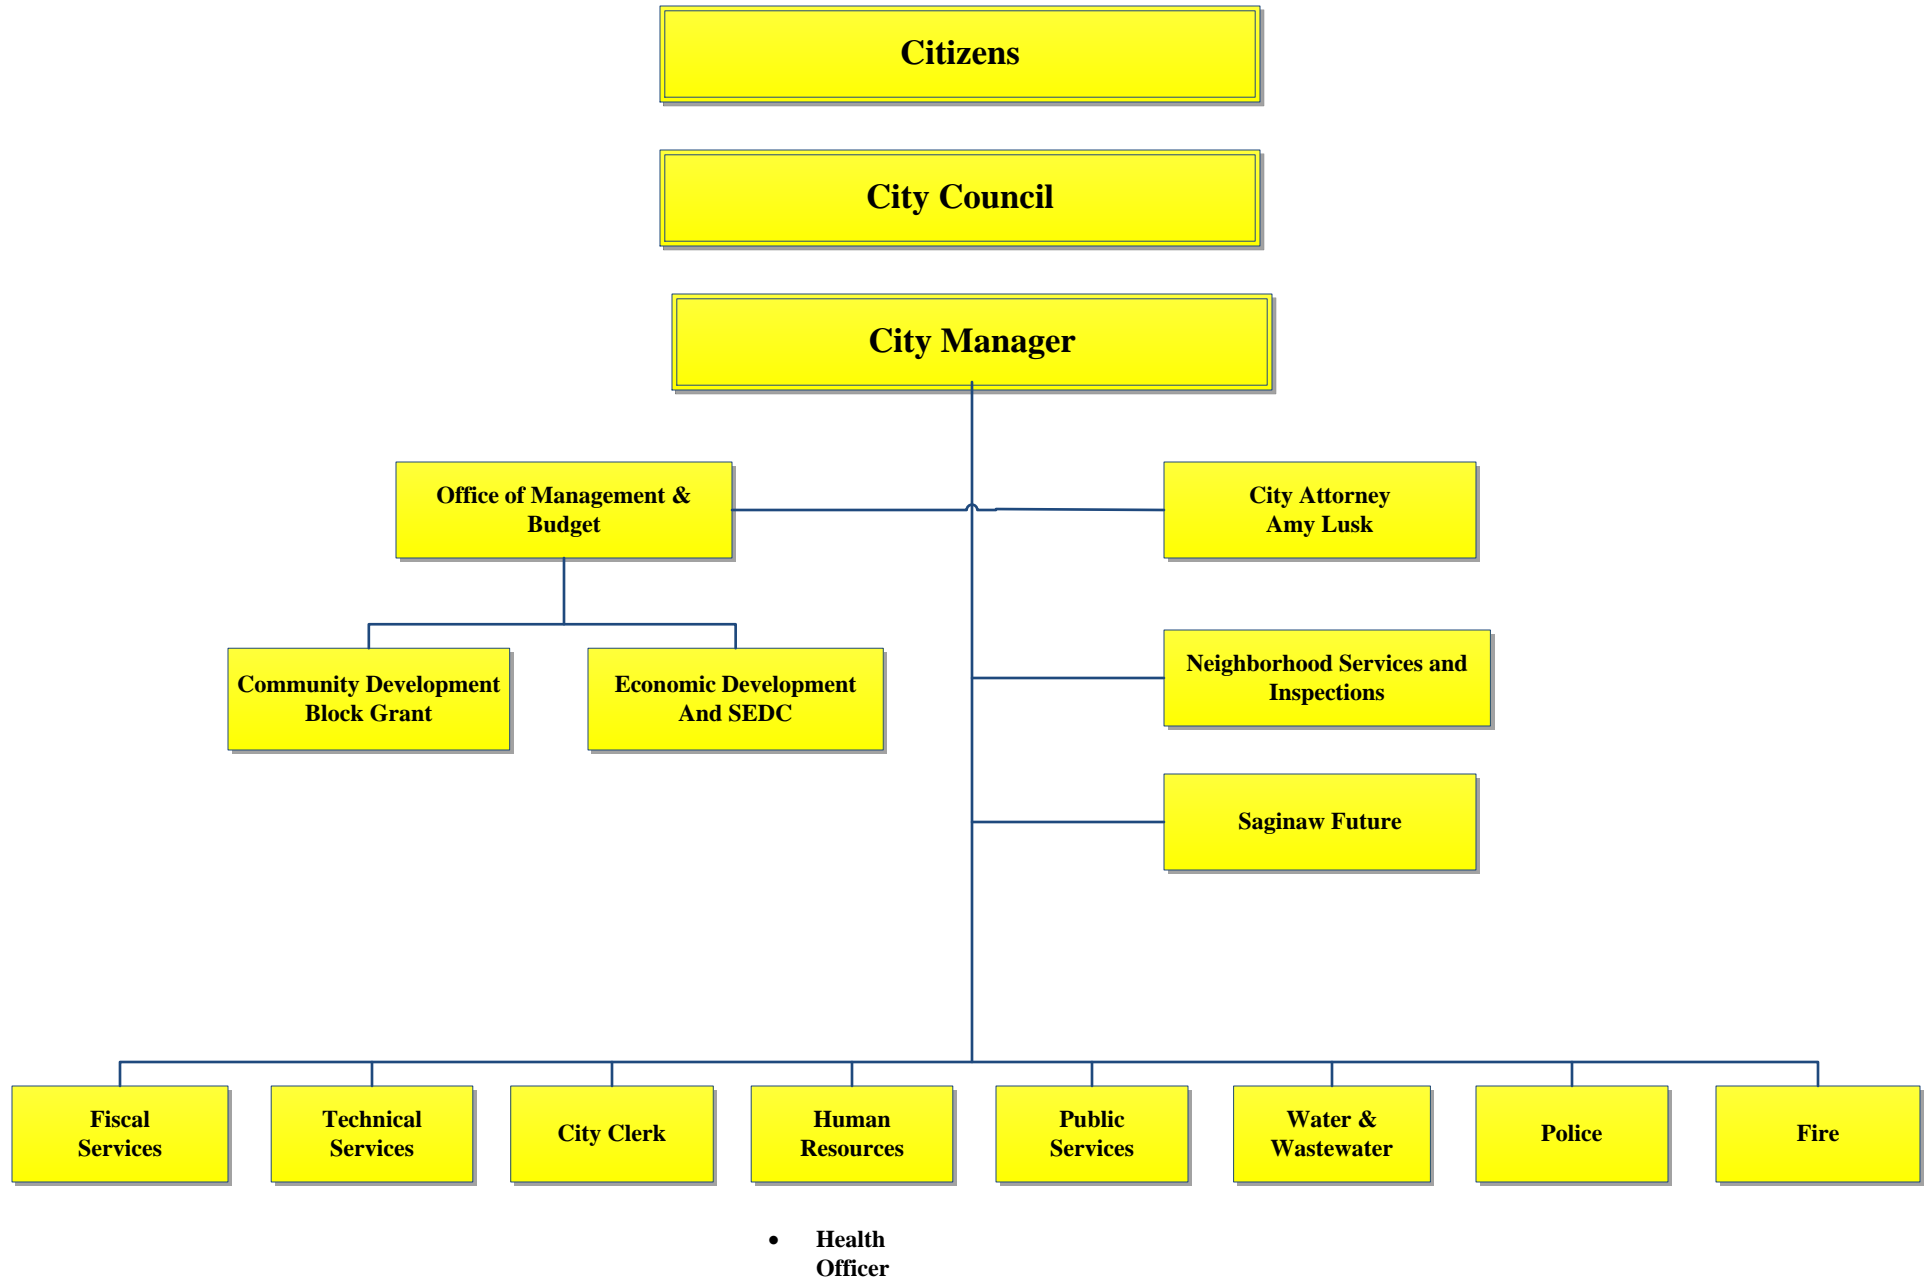 Citizens
City Council
City Manager
Office of Management &
Budget
City Attorney
Amy Lusk
Community Development
Block Grant
Economic Development
And SEDC
Neighborhood Services and
Inspections
Saginaw Future
Fiscal
Services
Technical
Services
City Clerk
Human
Resources
Public
Services
Water &
Wastewater
Police
Fire
• Health
Officer